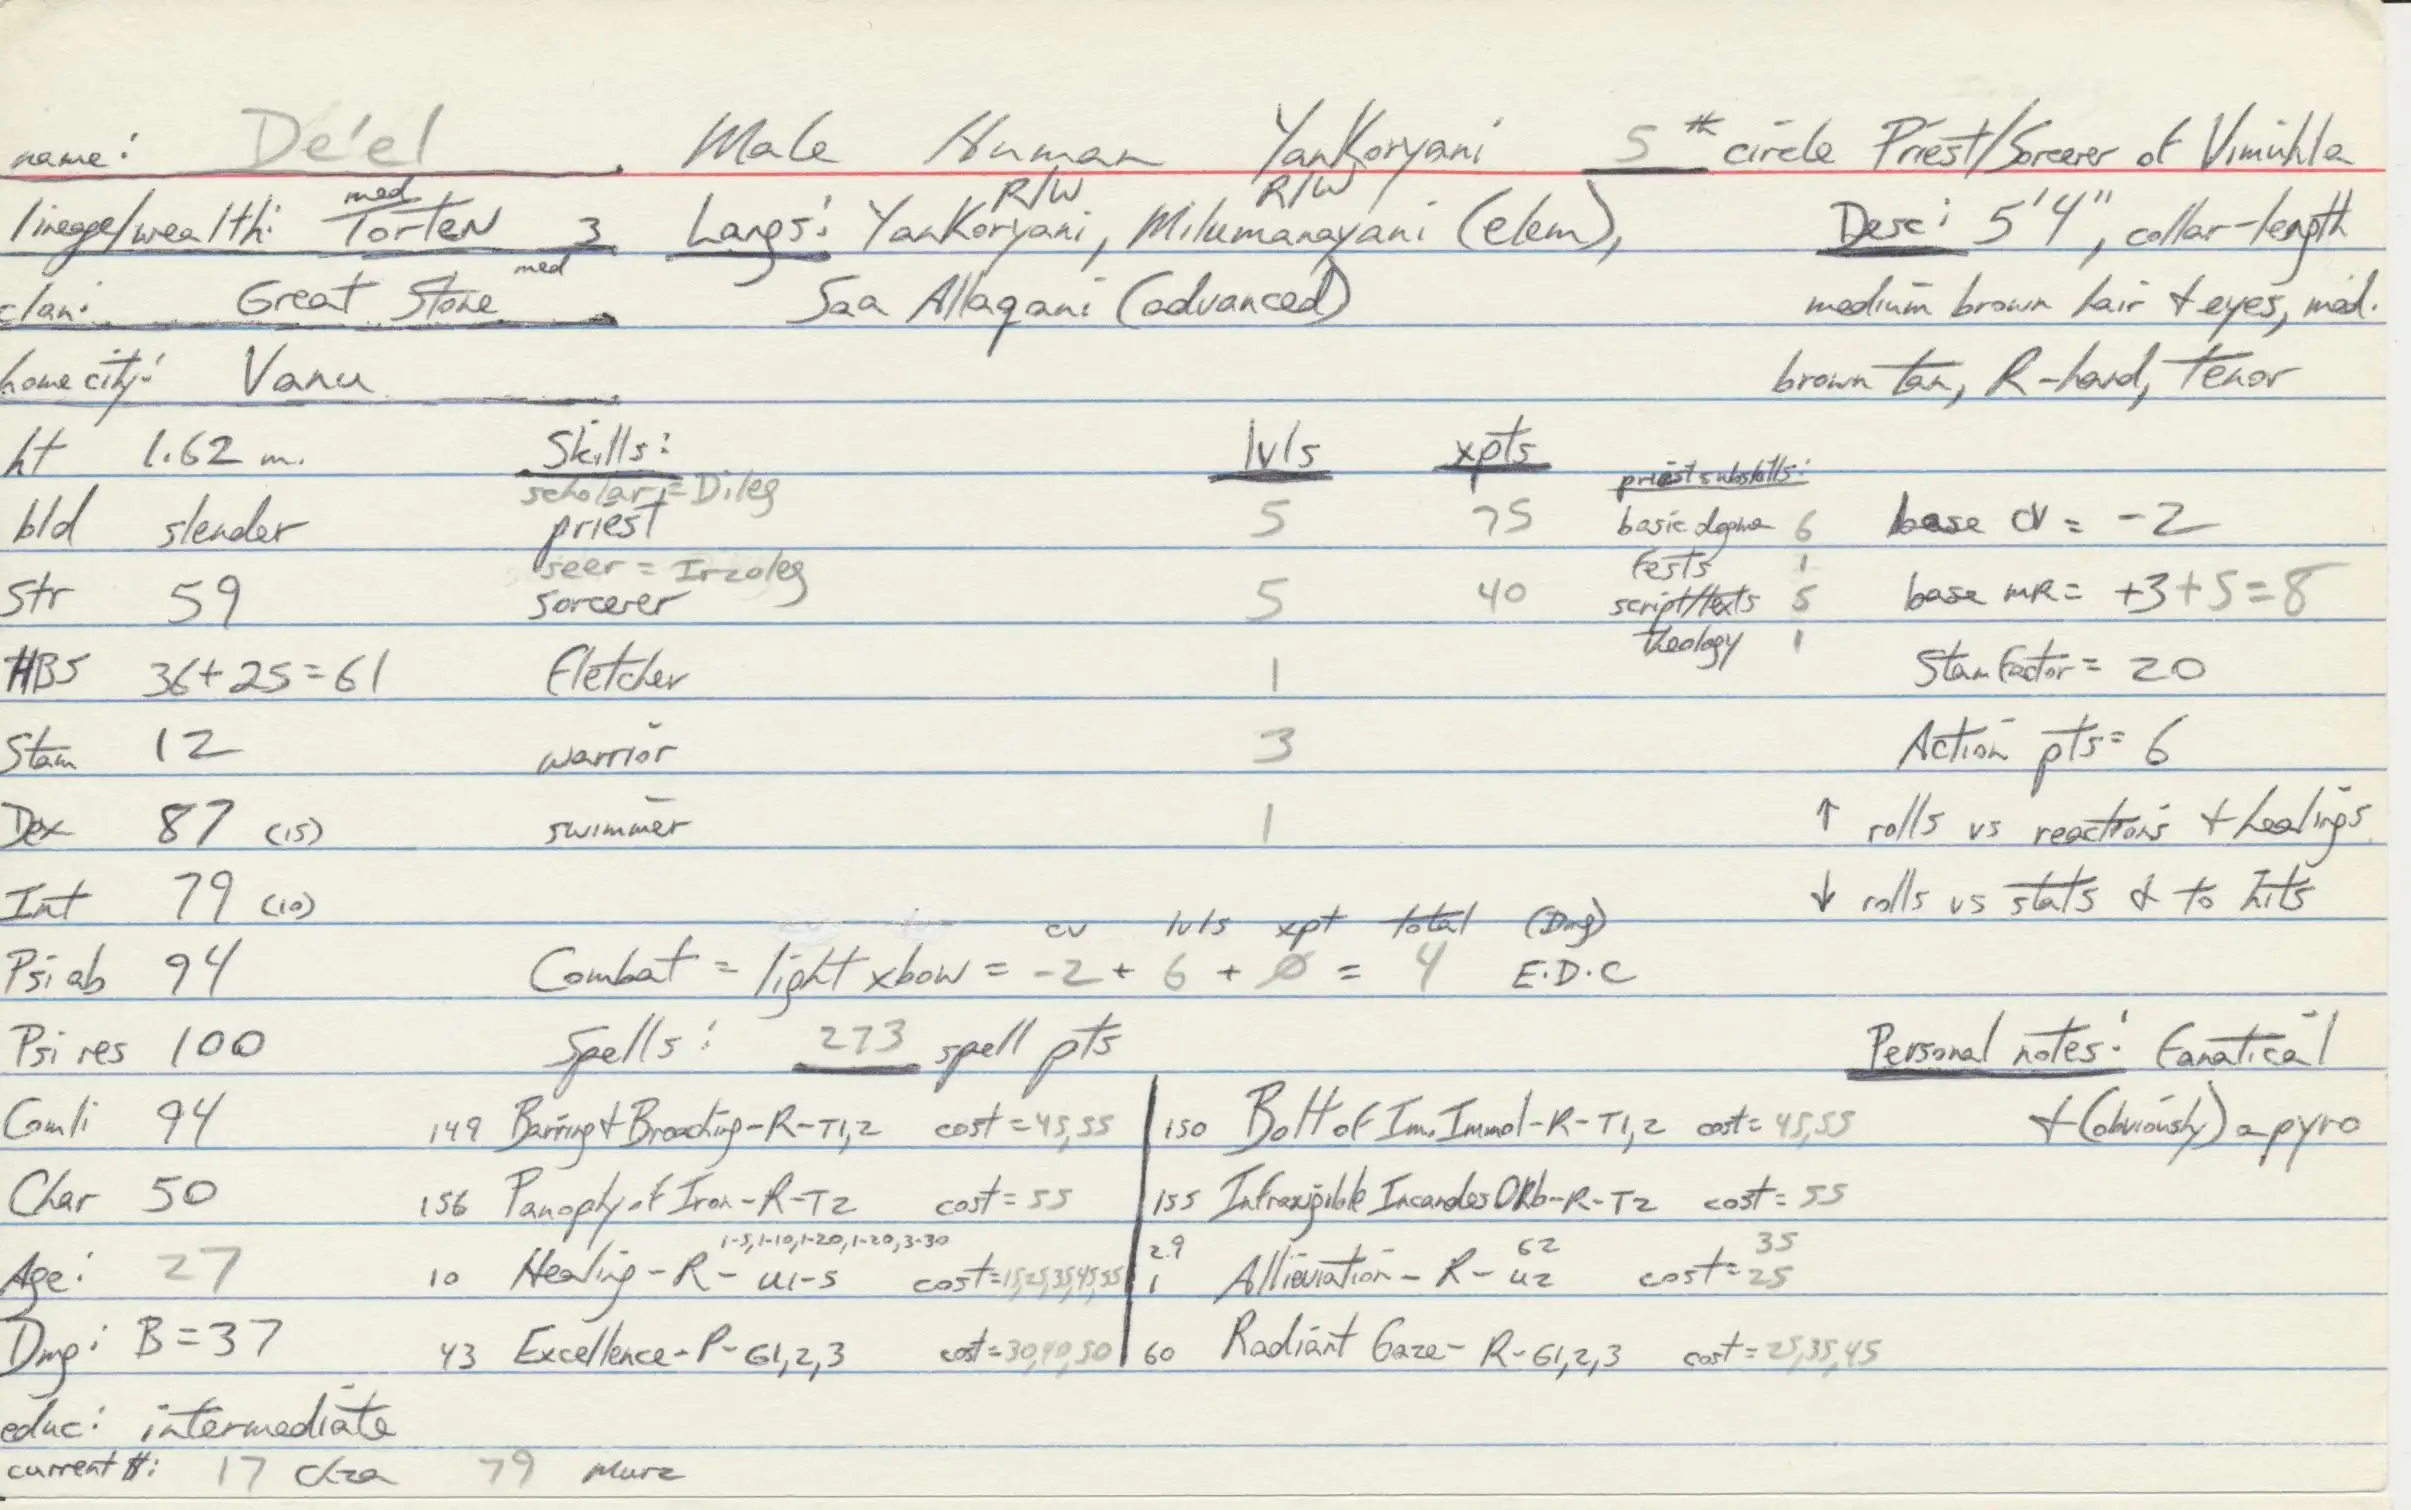 name: De'el . Male Human YanKoryani 5th circle Priest/Sorcerer of Vimuhla
med R/W R/W
lineage/wealth: Torten 3 Langs: YanKoryani, Milumanayani (elem), Desc: 5'4", collar-length
med
clan: Great Stone Saa Allaqani (advanced) medium brown hair & eyes, med.
home city: Vanu brown tan, R-hand, tenor
ht 1.62 m. Skills: lvls xpts priest subskills:
scholar = Dileg
bld slender priest 5 75 basic dogma 6 base CV = -2
seer = Irzoleg fests 1
Str 59 sorcerer 5 40 script/texts 5 base MR = +3+5=8
theology 1
HBS 36+25=61 fletcher 1 Stam factor = 20
Stam 12 warrior 3 Action pts = 6
Dex 87 (15) swimmer 1 ↑ rolls vs reactions & healings
Int 79 (10) ↓ rolls vs stats & to hits
cv lvls xpt total (Dmg)
Psi ab 94 Combat = light xbow = -2 + 6 + Ø = 4 E.D.C
Psi res 100 Spells: 273 spell pts Personal notes: fanatical
Comli 94 149 Barring & Broaching-R-T1,2 cost=45,55 150 Bolt of Im. Immol-R-T1,2 cost=45,55 & (obviously) a pyro
Char 50 156 Panoply of Iron-R-T2 cost=55 155 Infrangible Incandes ORb-R-T2 cost=55
1-5,1-10,1-20,1-20,3-30 29 G2 35
Age: 27 10 Healing-R-U1-5 cost=15,25,35,45,55 1 Allieviation-R-U2 cost=25
Dmg: B=37 43 Excellence-P-G1,2,3 cost=30,40,50 60 Radiant Gaze-R-G1,2,3 cost=25,35,45
educ: intermediate
current #: 17 chza 79 Murz